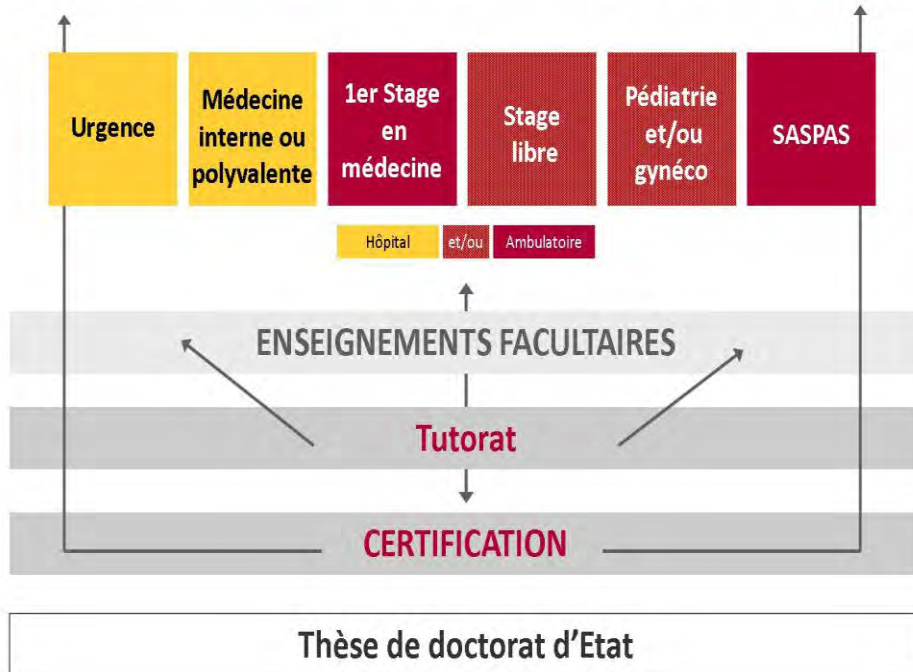 Urgence
Médecine
interne ou
polyvalente
1er Stage
en
médecine
Stage
libre
Pédiatrie
et/ou
gynéco
SASPAS
Hôpital
et/ou
Ambulatoire
ENSEIGNEMENTS FACULTAIRES
Tutorat
CERTIFICATION
Thèse de doctorat d'Etat